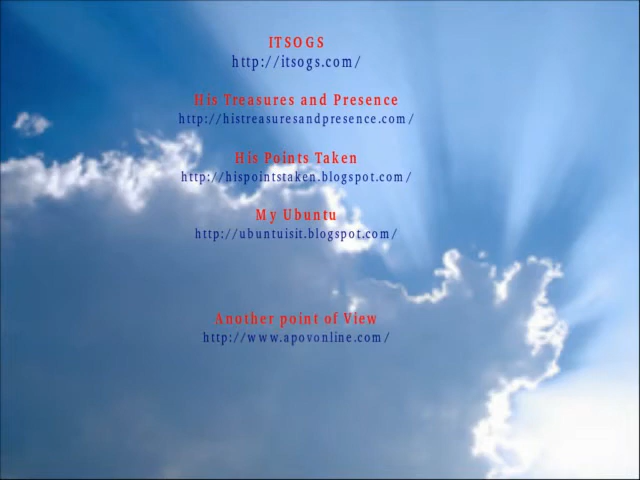 ITSOGS
http://itsogs.com/
His Treasures and Presence
http://histreasuresandpresence.com/
His Points Taken
http://hispointstaken.blogspot.com/
My Ubuntu
http://ubuntuisit.blogspot.com/
Another point of View
http://www.apovonline.com/